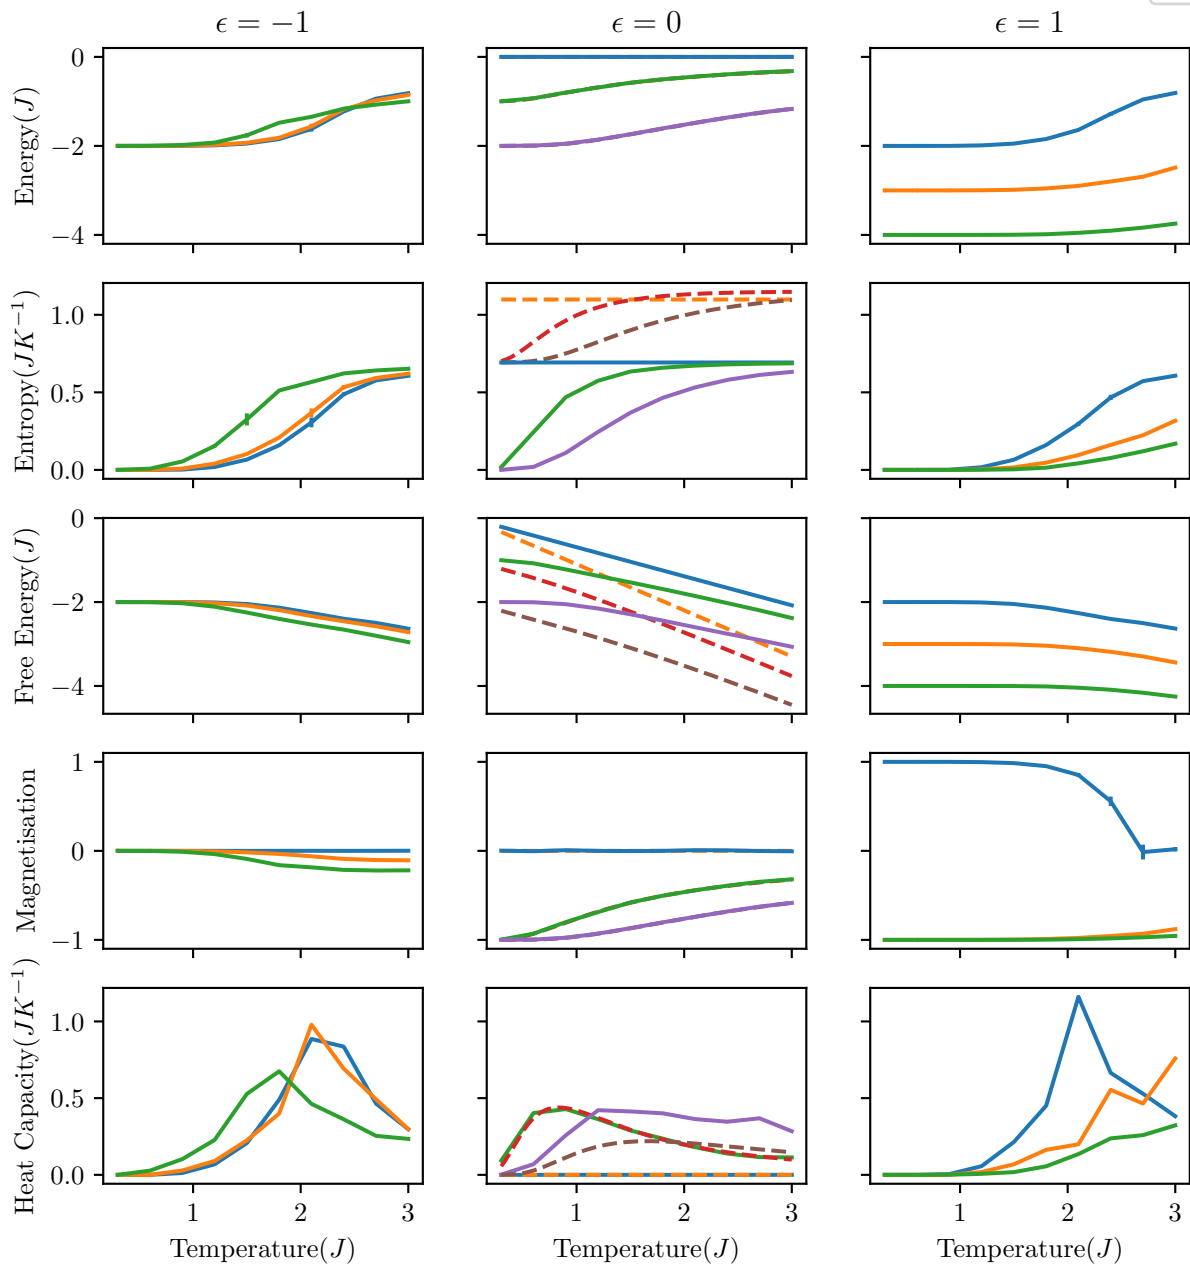 ϵ = −1 ϵ = 0 ϵ = 1
Energy(J)
0
−2
−4
Entropy(JK⁻¹)
1.0
0.5
0.0
Free Energy(J)
0
−2
−4
Magnetisation
1
0
−1
Heat Capacity(JK⁻¹)
1.0
0.5
0.0
1 2 3 1 2 3 1 2 3
Temperature(J) Temperature(J) Temperature(J)